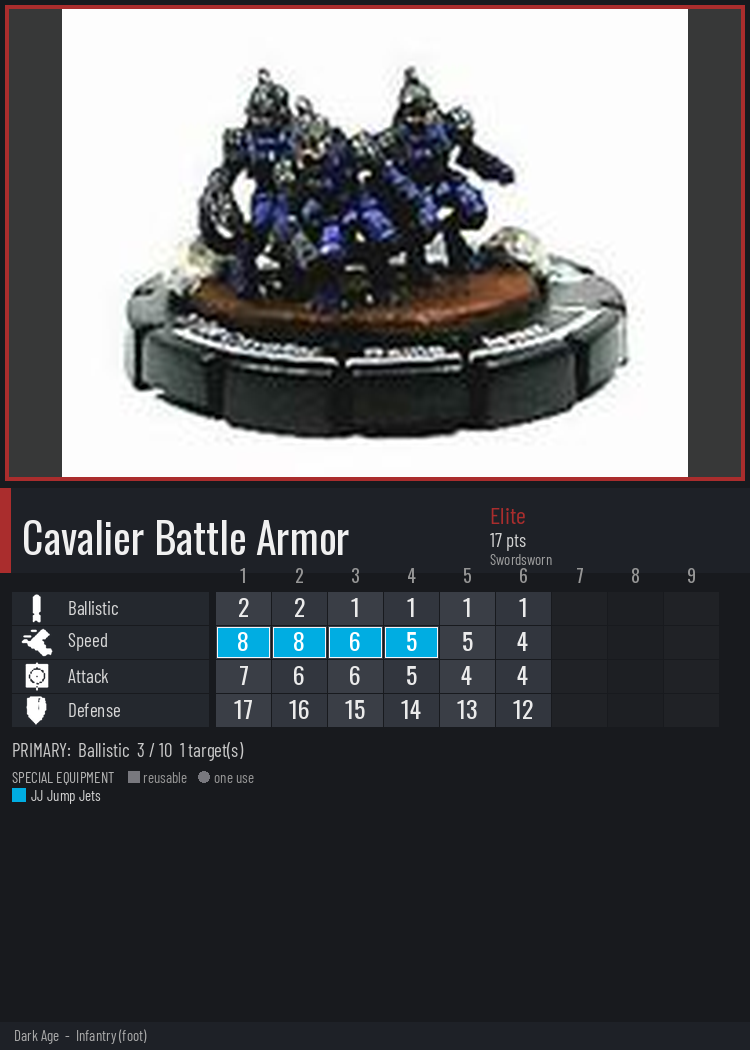 Battle
Cavalier Battle Armor
Elite
17 pts
Swordsworn
1 2 3 4 5 6 7 8 9
Ballistic 2 2 1 1 1 1
Speed 8 8 6 5 5 4
Attack 7 6 6 5 4 4
Defense 17 16 15 14 13 12
PRIMARY: Ballistic 3 / 10 1 target(s)
SPECIAL EQUIPMENT reusable one use
JJ Jump Jets
Dark Age - Infantry (foot)